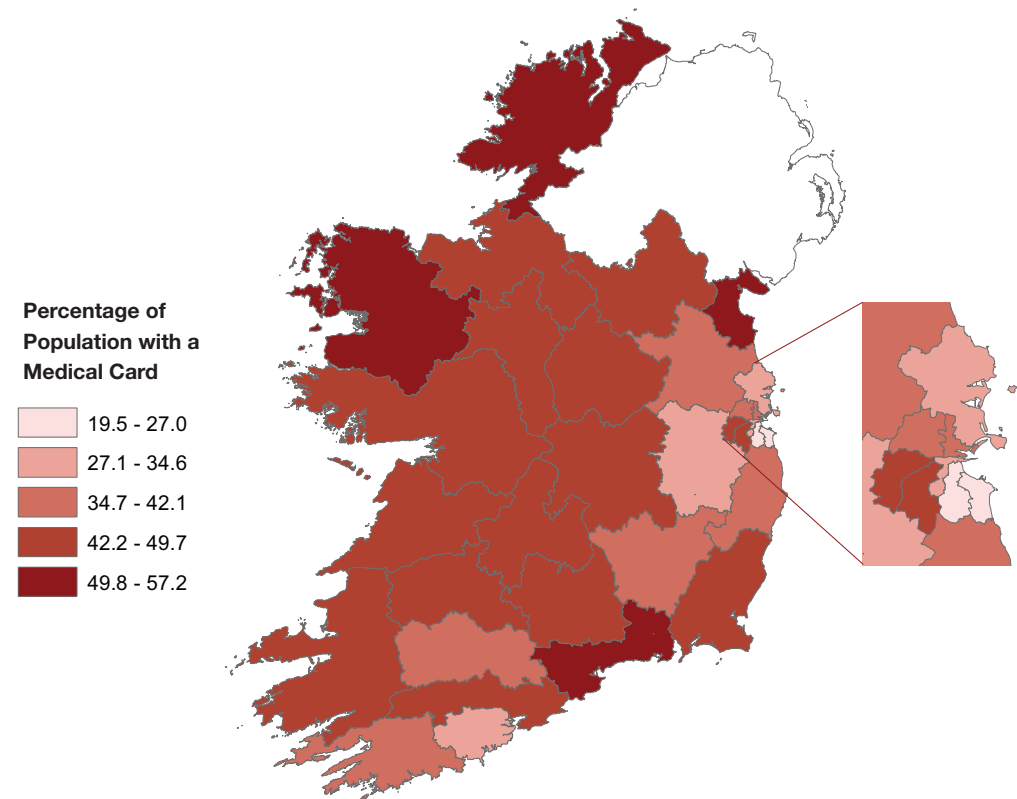 Percentage of
Population with a
Medical Card
19.5 - 27.0
27.1 - 34.6
34.7 - 42.1
42.2 - 49.7
49.8 - 57.2